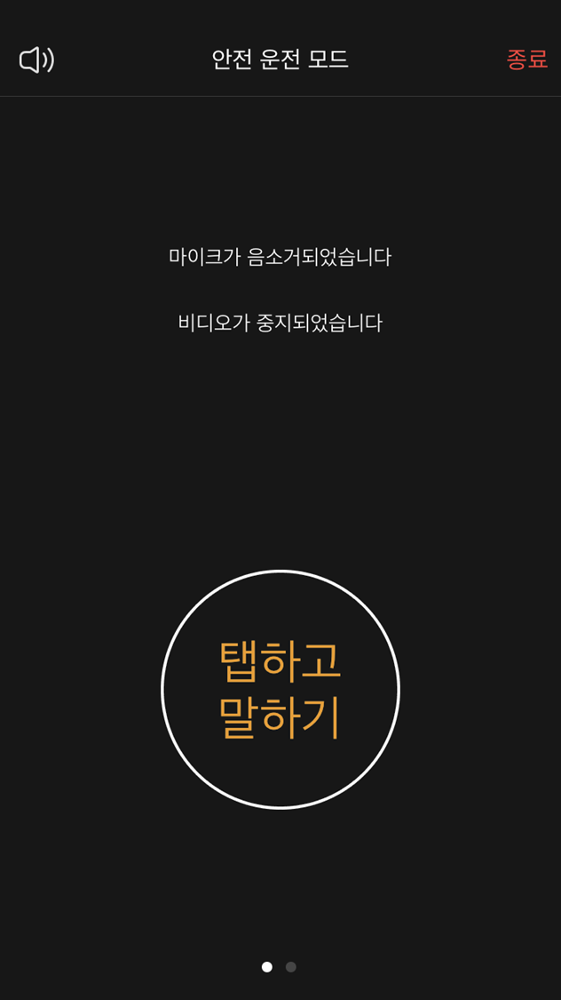 안전 운전 모드
종료
마이크가 음소거되었습니다
비디오가 중지되었습니다
탭하고
말하기